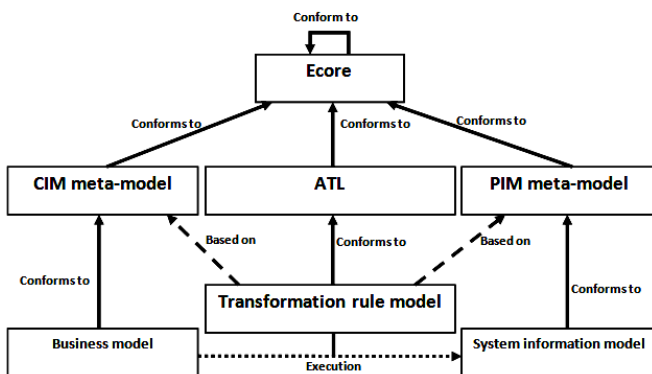 Conform to
Ecore
Conforms to
Conforms to
Conforms to
CIM meta-model
ATL
PIM meta-model
Based on
Conforms to
Based on
Conforms to
Conforms to
Transformation rule model
Business model
System information model
Execution